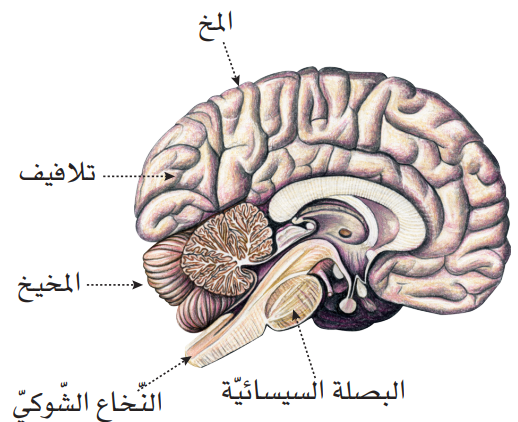 المخ
تلافيف
المخيخ
البصلة السيسائيّة
النّخاع الشّوكيّ